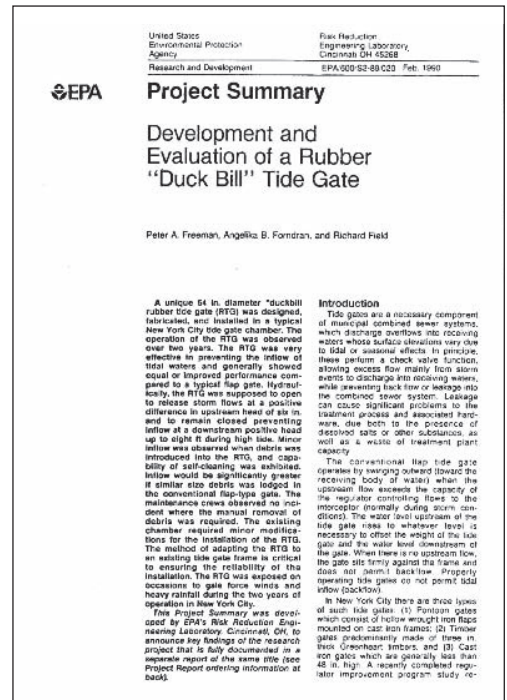 United States
Environmental Protection
Agency
Risk Reduction
Engineering Laboratory
Cincinnati OH 45268
Research and Development
EPA/600/S2-89/020 Feb. 1990
EPA
Project Summary
Development and
Evaluation of a Rubber
"Duck Bill" Tide Gate
Peter A. Freeman, Angelika B. Forndran, and Richard Field
A unique 54 in. diameter "duckbill
rubber tide gate (RTG) was designed,
fabricated, and installed in a typical
New York City tide gate chamber. The
operation of the RTG was observed
over two years. The RTG was very
effective in preventing the inflow of
tidal waters and generally showed
equal or improved performance com-
pared to a typical flap gate. Hydrauf-
ically, the RTG was supposed to open
to release storm flows at a positive
difference in upstream head of six in.
and to remain closed preventing
inflow at a downstream positive head
up to eight ft during high tide. Minor
inflow was observed when debris was
introduced into the RTG, and capa-
bility of self-cleaning was exhibited.
Inflow would be significantly greater
if similar size debris was lodged in
the conventional flap-type gate. The
maintenance crews observed no inci-
dent where the manual removal of
debris was required. The existing
chamber required minor modifica-
tions for the installation of the RTG.
The method of adapting the RTG to
an existing tide gate frame is critical
to ensuring the reliability of the
installation. The RTG was exposed on
occasions to gale force winds and
heavy rainfall during the two years of
operation in New York City.
This Project Summary was devel-
oped by EPA's Risk Reduction Engi-
neering Laboratory, Cincinnati, OH, to
announce key findings of the research
project that is fully documented in a
separate report of the same title (see
Project Report ordering information at
back).
Introduction
Tide gates are a necessary component
of municipal combined sewer systems,
which discharge overflows into receiving
waters whose surface elevations vary due
to tidal or seasonal effects. In principle,
these perform a check valve function,
allowing excess flow mainly from storm
events to discharge into receiving waters,
while preventing back flow or leakage into
the combined sewer system. Leakage
can cause significant problems to the
treatment process and associated hard-
ware, due both to the presence of
dissolved salts or other substances, as
well as a waste of treatment plant
capacity.
The conventional flap tide gate
operates by swinging outward (toward the
receiving body of water) when the
upstream flow exceeds the capacity of
the regulator controlling flows to the
interceptor (normally during storm con-
ditions). The water level upstream of the
tide gate rises to whatever level is
necessary to offset the weight of the tide
gate and the water level downstream of
the gate. When there is no upstream flow,
the gate sits firmly against the frame and
does not permit backflow. Properly
operating tide gates do not permit tidal
inflow (backflow).
In New York City there are three types
of such tide gates: (1) Pontoon gates
which consist of hollow wrought iron flaps
mounted on cast iron frames; (2) Timber
gates predominantly made of three in.
thick Greenheart timbers, and (3) Cast
iron gates which are generally less than
48 in. high. A recently completed regu-
lator improvement program study re-